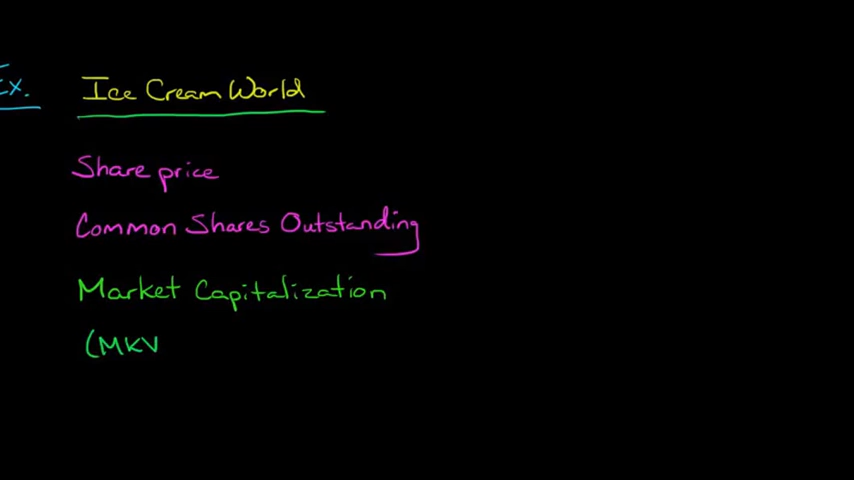 Ex. Ice Cream World
Share price
Common Shares Outstanding
Market Capitalization
(MKV